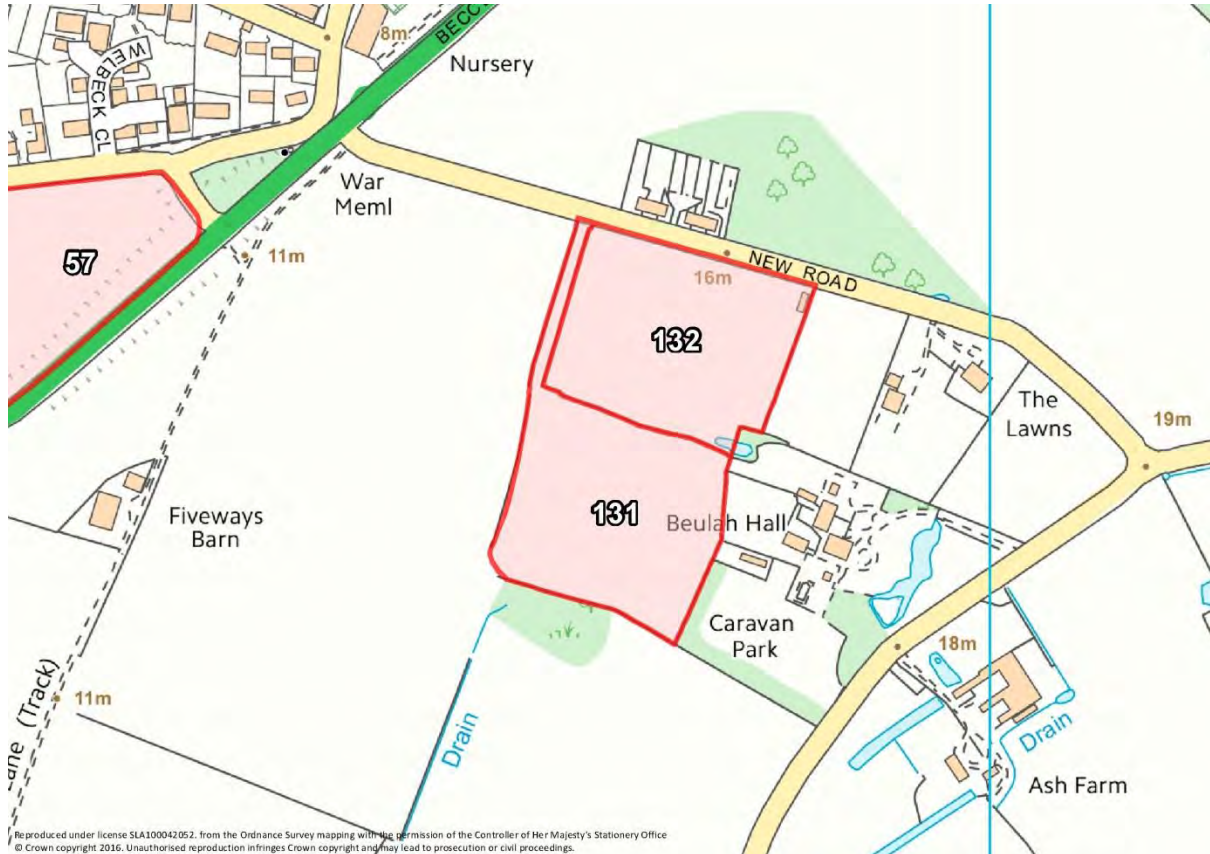 8m
BECC
Nursery
WELBECK CL
War
Meml
57
11m
NEW ROAD
16m
132
The
Lawns
19m
131
Beulah Hall
Fiveways
Barn
Caravan
Park
18m
Lane (Track)
11m
Drain
Drain
Ash Farm
Reproduced under license SLA100042052. from the Ordnance Survey mapping with the permission of the Controller of Her Majesty's Stationery Office
© Crown copyright 2016. Unauthorised reproduction infringes Crown copyright and may lead to prosecution or civil proceedings.